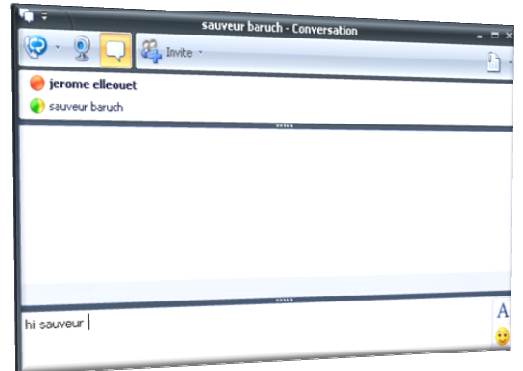 sauveur baruch - Conversation
Invite
jerome elleouet
sauveur baruch
hi sauveur
A